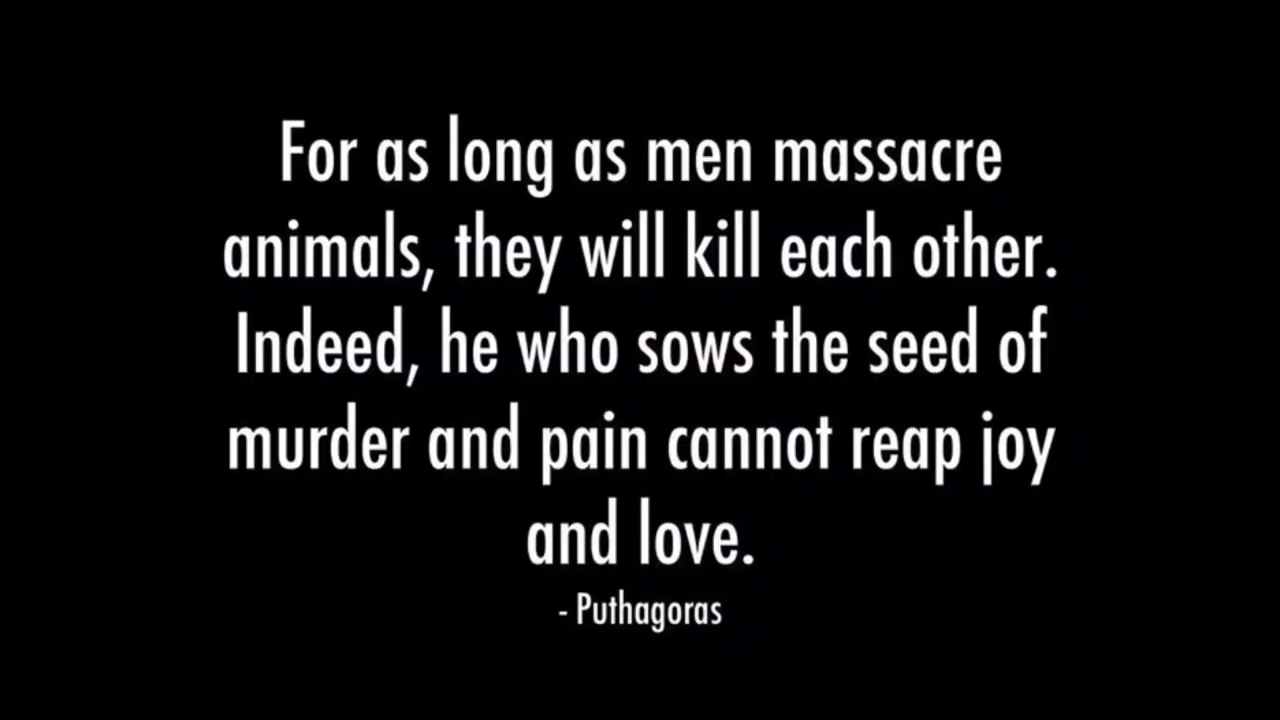 For as long as men massacre
animals, they will kill each other.
Indeed, he who sows the seed of
murder and pain cannot reap joy
and love.
- Puthagoras